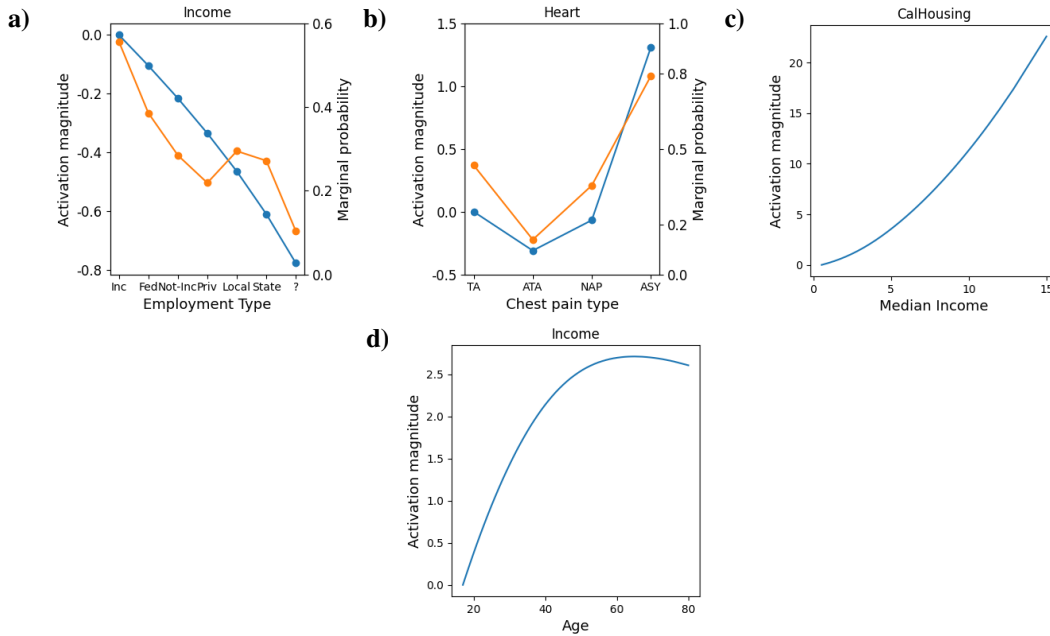 a)
Income
Activation magnitude
0.0
-0.2
-0.4
-0.6
-0.8
0.6
0.4
0.2
0.0
Marginal probability
Inc Fed Not-Inc Priv Local State ?
Employment Type
b)
Heart
Activation magnitude
1.5
1.0
0.5
0.0
-0.5
1.0
0.8
0.5
0.2
0.0
Marginal probability
TA ATA NAP ASY
Chest pain type
c)
CalHousing
Activation magnitude
20
15
10
5
0
0 5 10 15
Median Income
d)
Income
Activation magnitude
2.5
2.0
1.5
1.0
0.5
0.0
20 40 60 80
Age